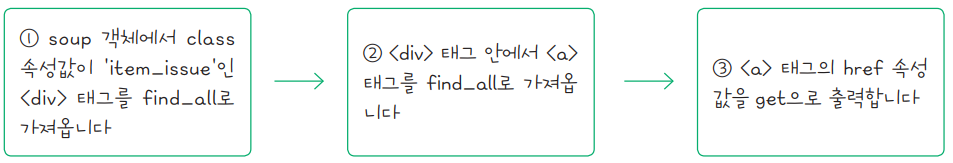 ① soup 객체에서 class
속성값이 'item_issue'인
<div> 태그를 find_all로
가져옵니다
② <div> 태그 안에서 <a>
태그를 find_all로 가져옵
니다
③ <a> 태그의 href 속성
값을 get으로 출력합니다